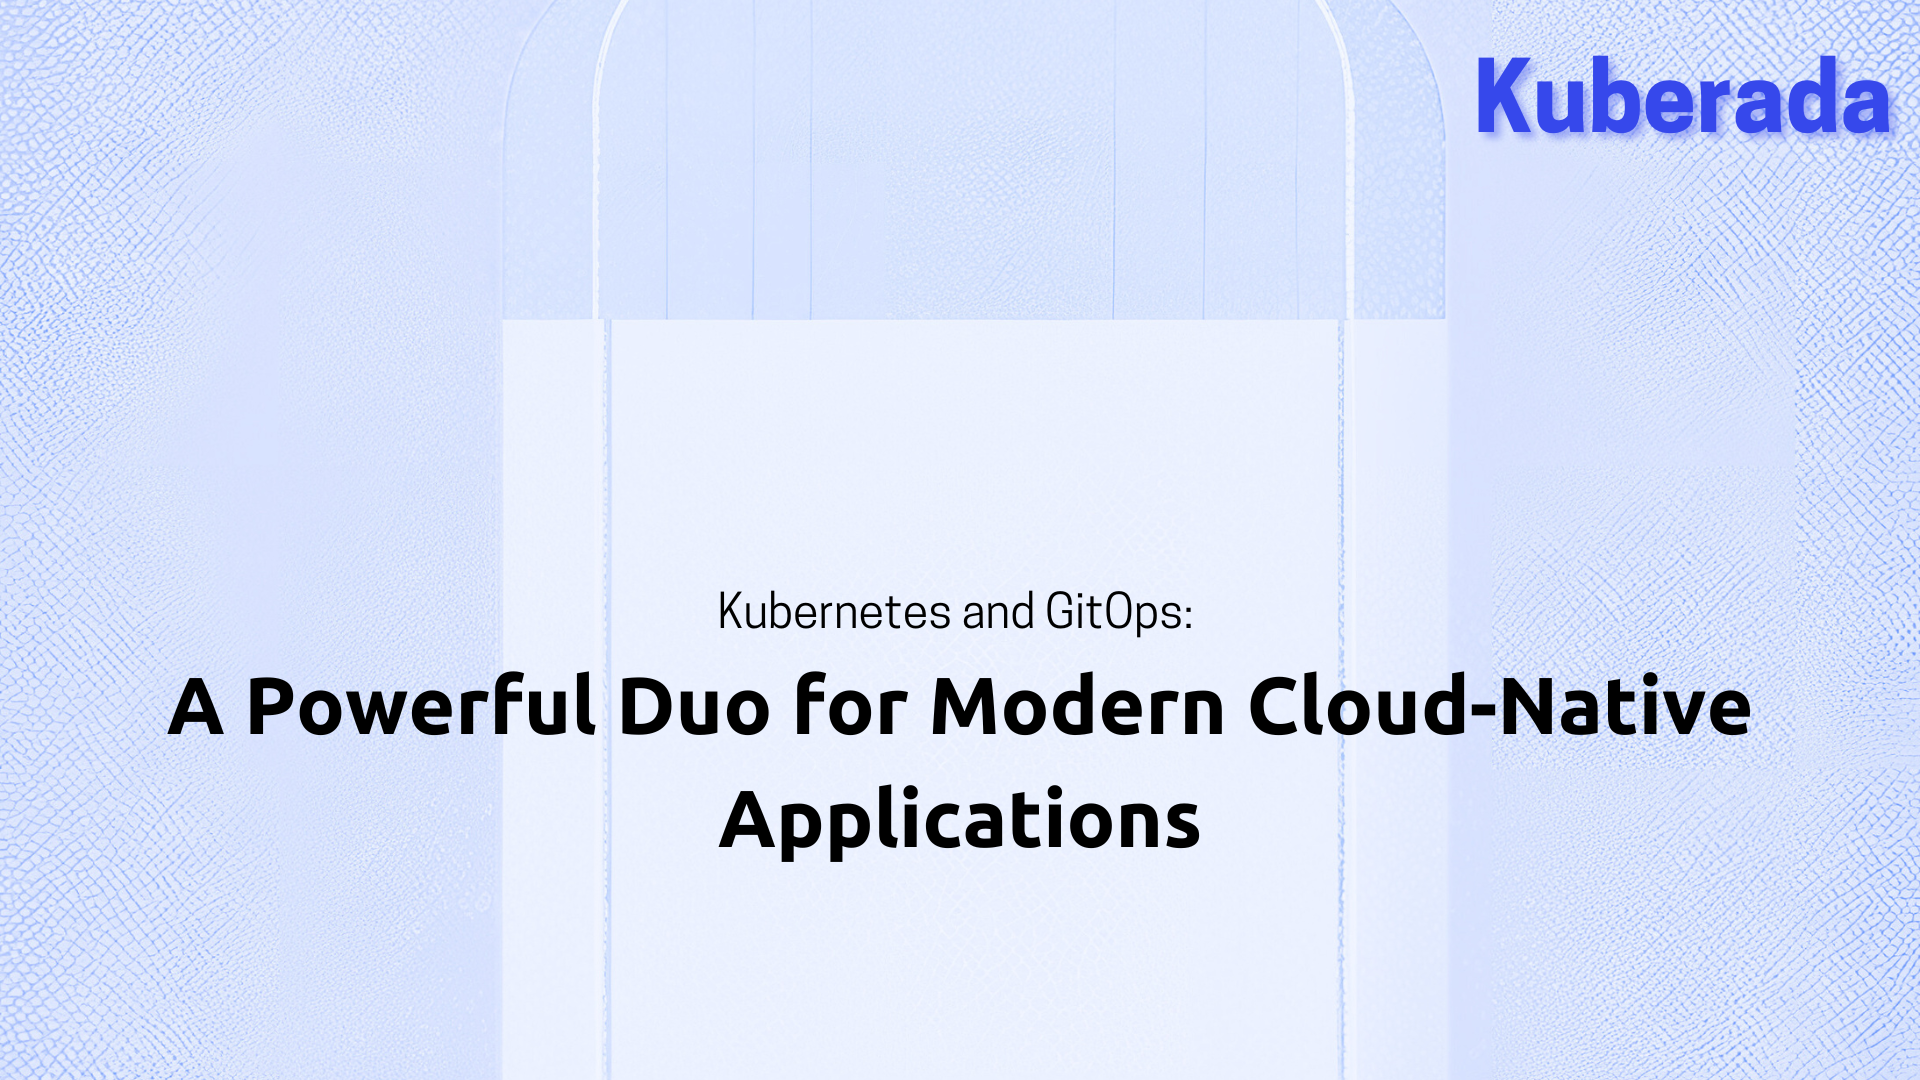 Kuberada
Kubernetes and GitOps:
A Powerful Duo for Modern Cloud-Native
Applications